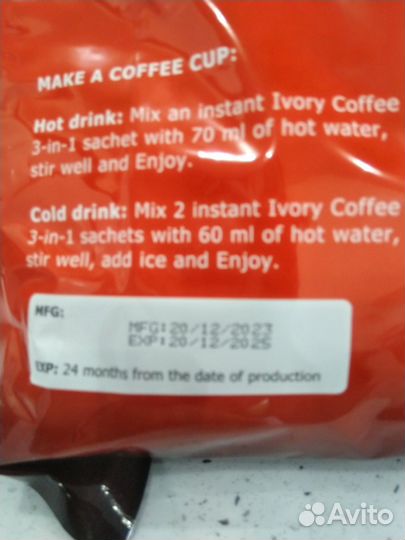 MAKE A COFFEE CUP:
Hot drink: Mix an instant Ivory Coffee
3-in-1 sachet with 70 ml of hot water,
stir well and Enjoy.
Cold drink: Mix 2 instant Ivory Coffee
3-in-1 sachets with 60 ml of hot water,
stir well, add ice and Enjoy.
MFG:
MFG:20/12/2023
EXP:20/12/2025
EXP: 24 months from the date of production
Avito